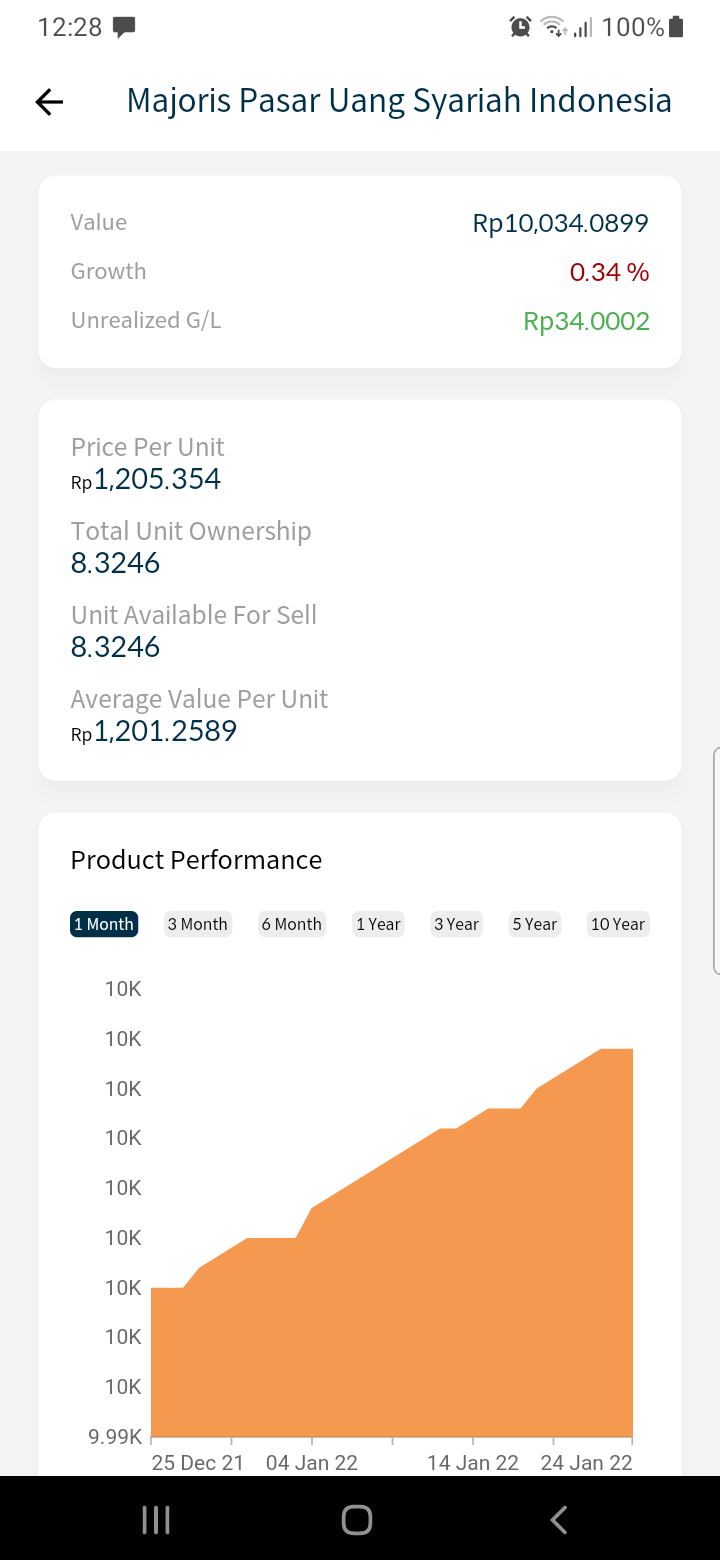 12:28 100%
Majoris Pasar Uang Syariah Indonesia
Value Rp10,034.0899
Growth 0.34 %
Unrealized G/L Rp34.0002
Price Per Unit
Rp1,205.354
Total Unit Ownership
8.3246
Unit Available For Sell
8.3246
Average Value Per Unit
Rp1,201.2589
Product Performance
1 Month 3 Month 6 Month 1 Year 3 Year 5 Year 10 Year
10K
10K
10K
10K
10K
10K
10K
10K
10K
9.99K
25 Dec 21 04 Jan 22 14 Jan 22 24 Jan 22